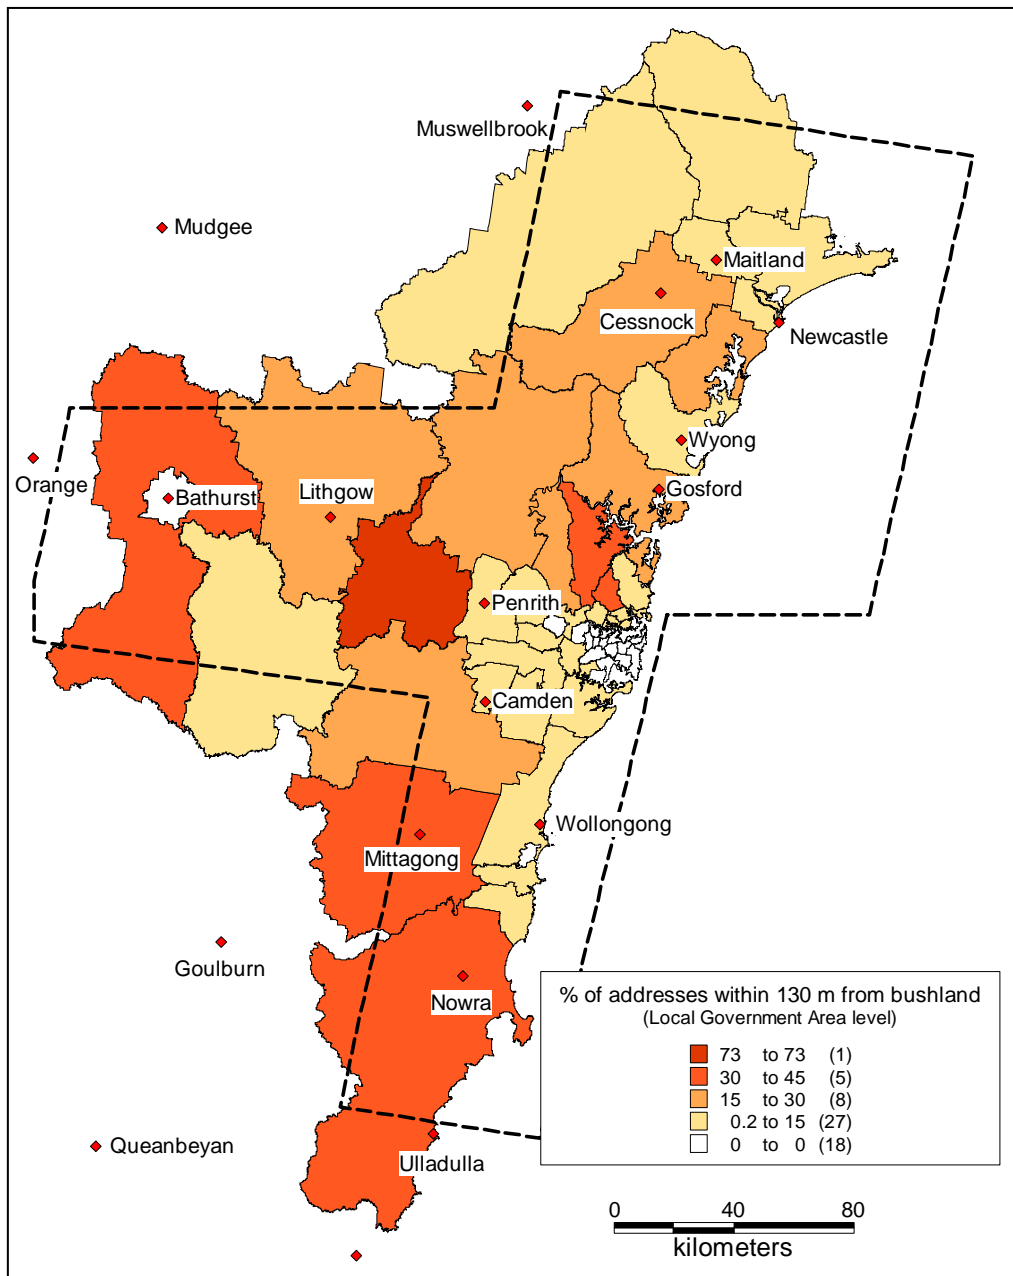 Muswellbrook
Mudgee
Maitland
Cessnock
Newcastle
Wyong
Orange
Bathurst
Lithgow
Gosford
Penrith
Camden
Wollongong
Mittagong
Goulburn
Nowra
% of addresses within 130 m from bushland
(Local Government Area level)
73 to 73 (1)
30 to 45 (5)
15 to 30 (8)
0.2 to 15 (27)
0 to 0 (18)
Queanbeyan
Ulladulla
0 40 80
kilometers